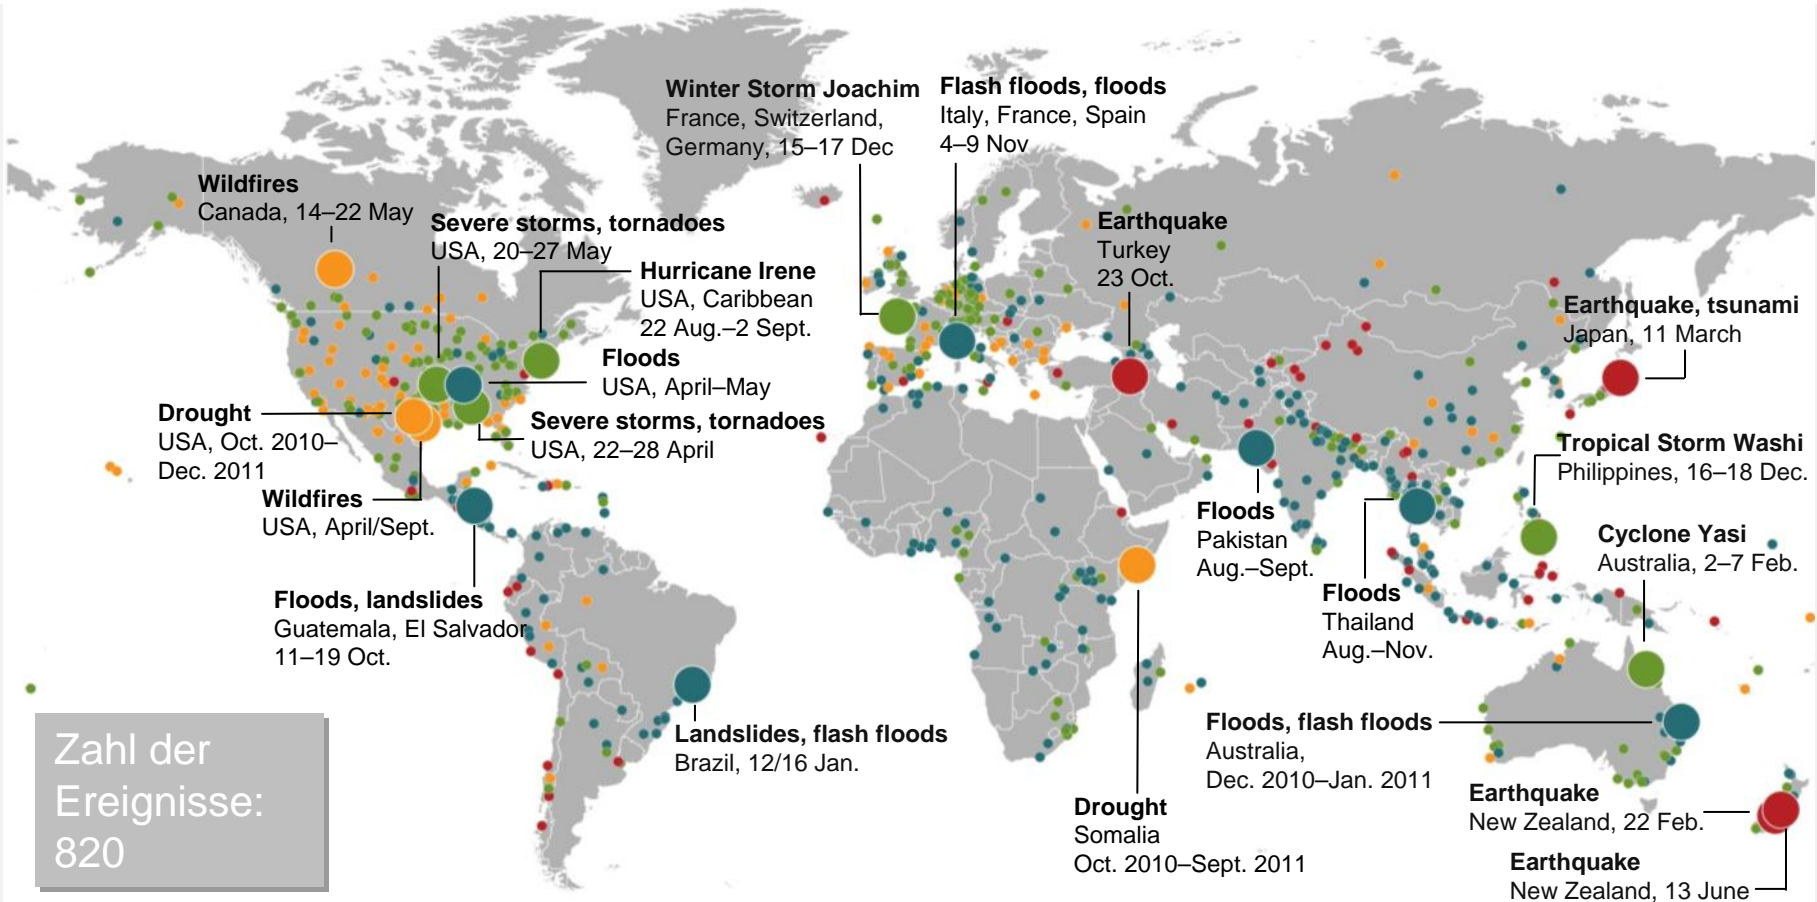 Winter Storm Joachim
France, Switzerland,
Germany, 15–17 Dec
Flash floods, floods
Italy, France, Spain
4–9 Nov
Wildfires
Canada, 14–22 May
Severe storms, tornadoes
USA, 20–27 May
Earthquake
Turkey
23 Oct.
Hurricane Irene
USA, Caribbean
22 Aug.–2 Sept.
Earthquake, tsunami
Japan, 11 March
Floods
USA, April–May
Drought
USA, Oct. 2010–
Dec. 2011
Severe storms, tornadoes
USA, 22–28 April
Tropical Storm Washi
Philippines, 16–18 Dec.
Wildfires
USA, April/Sept.
Floods
Pakistan
Aug.–Sept.
Cyclone Yasi
Australia, 2–7 Feb.
Floods, landslides
Guatemala, El Salvador
11–19 Oct.
Floods
Thailand
Aug.–Nov.
Landslides, flash floods
Brazil, 12/16 Jan.
Floods, flash floods
Australia,
Dec. 2010–Jan. 2011
Zahl der
Ereignisse:
820
Drought
Somalia
Oct. 2010–Sept. 2011
Earthquake
New Zealand, 22 Feb.
Earthquake
New Zealand, 13 June